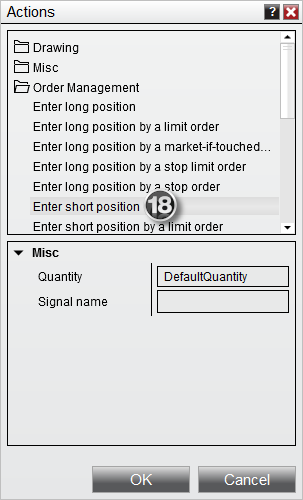 Actions
?
Drawing
Misc
Order Management
Enter long position
Enter long position by a limit order
Enter long position by a market-if-touched...
Enter long position by a stop limit order
Enter long position by a stop order
Enter short position 18
Enter short position by a limit order
Misc
Quantity DefaultQuantity
Signal name
OK Cancel